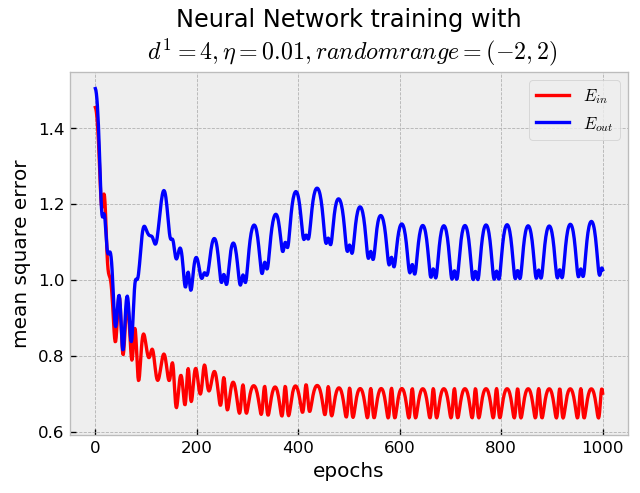 Neural Network training with
d¹ = 4, η = 0.01, randomrange = (−2, 2)
E_in
E_out
mean square error
1.4
1.2
1.0
0.8
0.6
0 200 400 600 800 1000
epochs